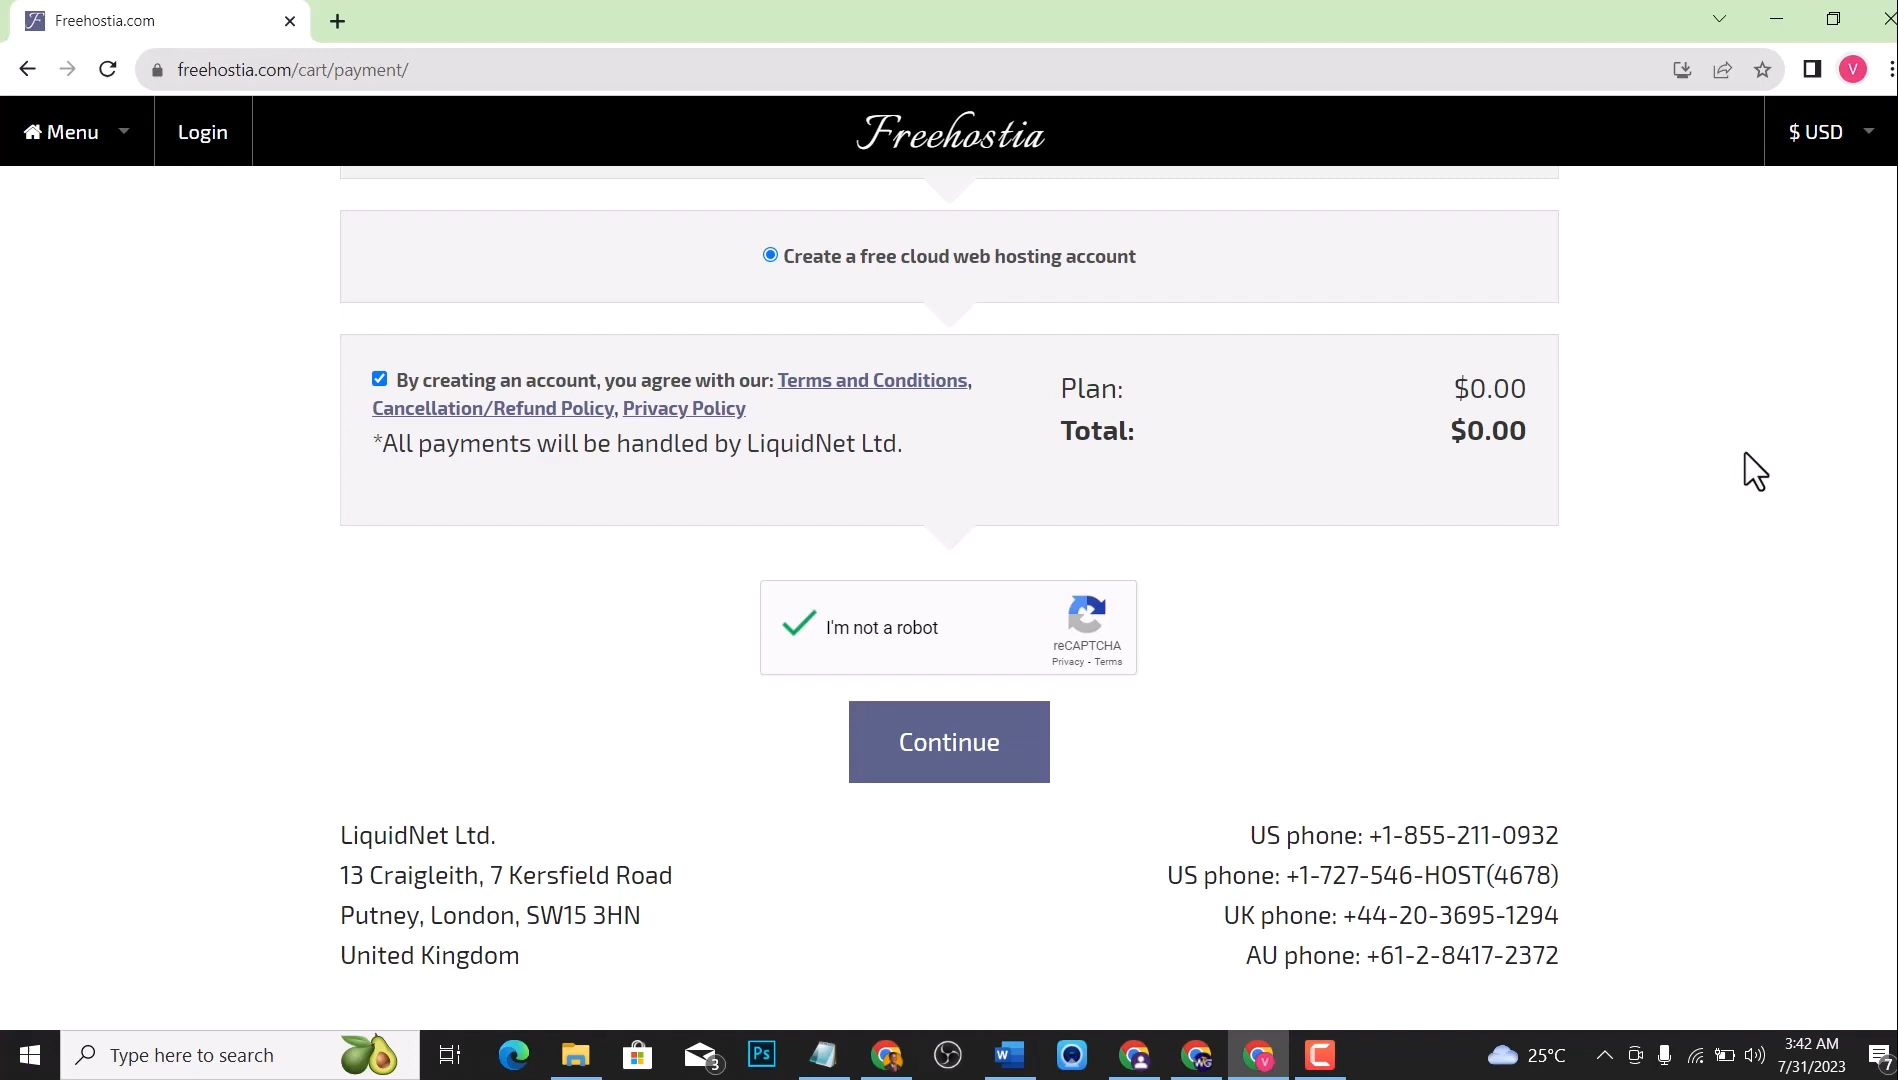 Freehostia.com
freehostia.com/cart/payment/
V
Menu
Login
Freehostia
$ USD
Create a free cloud web hosting account
By creating an account, you agree with our: Terms and Conditions,
Cancellation/Refund Policy, Privacy Policy
*All payments will be handled by LiquidNet Ltd.
Plan: $0.00
Total: $0.00
I'm not a robot
reCAPTCHA
Privacy - Terms
Continue
LiquidNet Ltd.
13 Craigleith, 7 Kersfield Road
Putney, London, SW15 3HN
United Kingdom
US phone: +1-855-211-0932
US phone: +1-727-546-HOST(4678)
UK phone: +44-20-3695-1294
AU phone: +61-2-8417-2372
Type here to search
3
Ps
W
WG
V
25°C
3:42 AM
7/31/2023
7